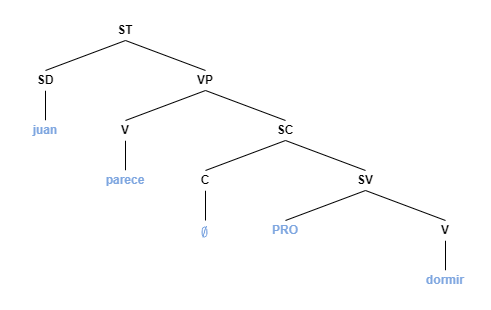 ST
SD VP
juan V SC
parece C SV
∅ PRO V
dormir